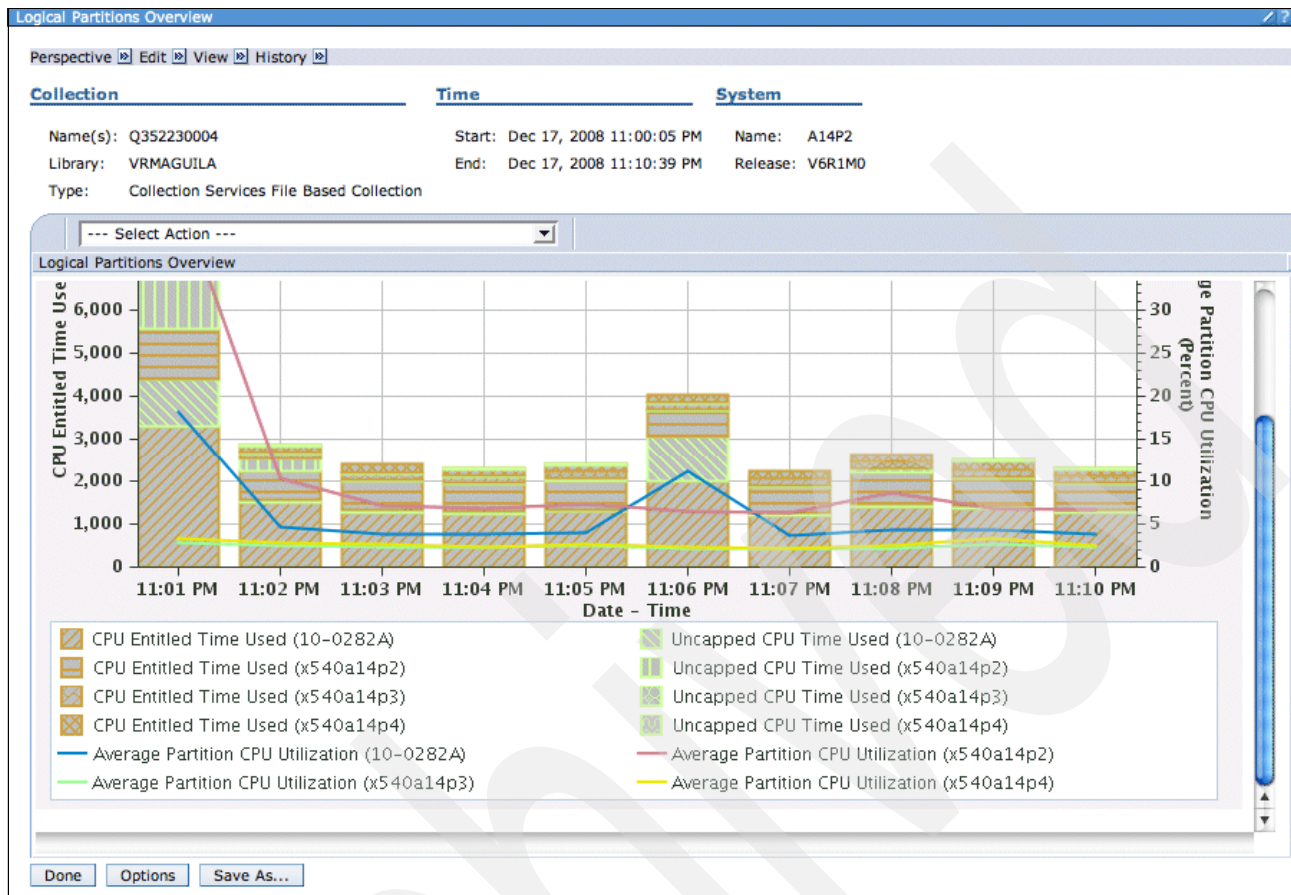 Logical Partitions Overview
?
Perspective Edit View History
Collection Time System
Name(s): Q352230004 Start: Dec 17, 2008 11:00:05 PM Name: A14P2
Library: VRMAGUILA End: Dec 17, 2008 11:10:39 PM Release: V6R1M0
Type: Collection Services File Based Collection
--- Select Action ---
Logical Partitions Overview
CPU Entitled Time Use
6,000
5,000
4,000
3,000
2,000
1,000
0
30
25
20
15
10
5
0
ge Partition CPU Utilization
(Percent)
11:01 PM 11:02 PM 11:03 PM 11:04 PM 11:05 PM 11:06 PM 11:07 PM 11:08 PM 11:09 PM 11:10 PM
Date - Time
CPU Entitled Time Used (10-0282A) Uncapped CPU Time Used (10-0282A)
CPU Entitled Time Used (x540a14p2) Uncapped CPU Time Used (x540a14p2)
CPU Entitled Time Used (x540a14p3) Uncapped CPU Time Used (x540a14p3)
CPU Entitled Time Used (x540a14p4) Uncapped CPU Time Used (x540a14p4)
Average Partition CPU Utilization (10-0282A) Average Partition CPU Utilization (x540a14p2)
Average Partition CPU Utilization (x540a14p3) Average Partition CPU Utilization (x540a14p4)
Done Options Save As...